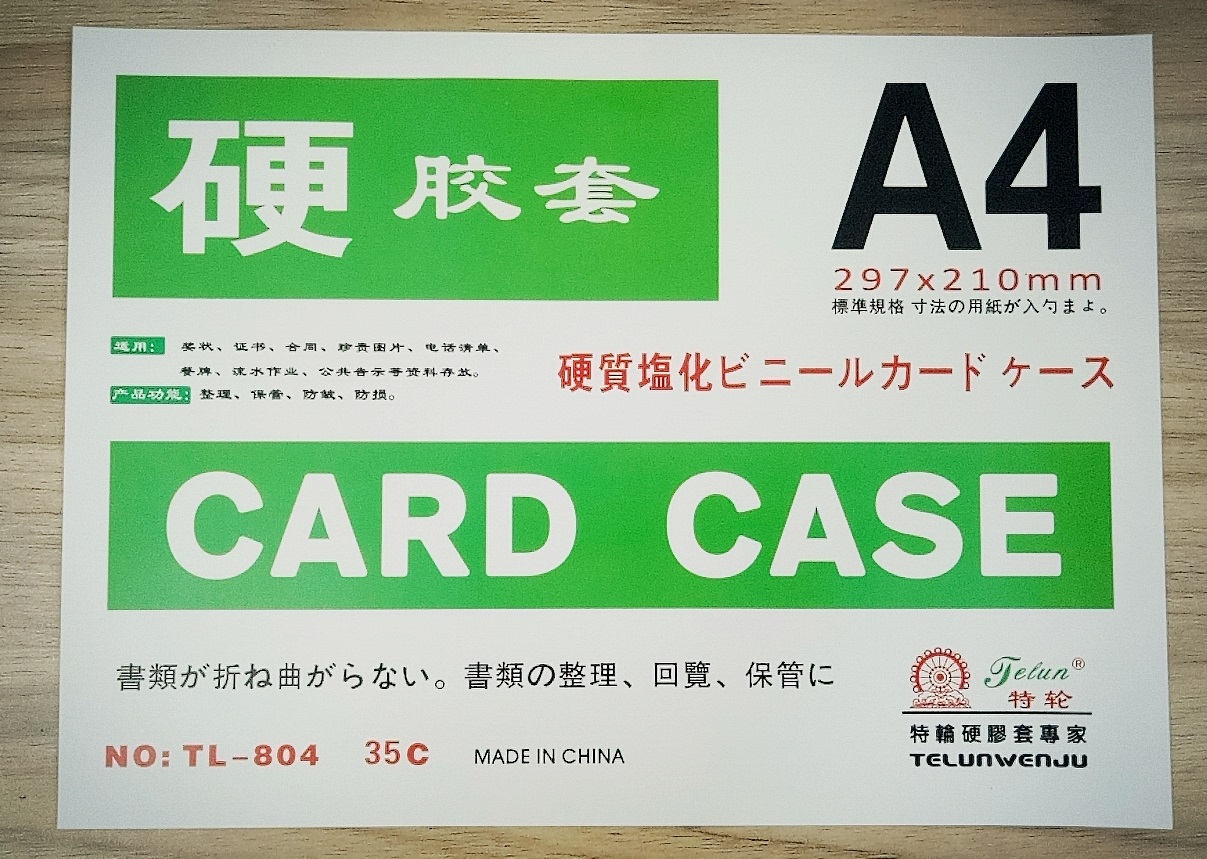 硬胶套
A4
297x210mm
標準規格 寸法の用紙が入勺まよ。
适用： 奖状、证书、合同、珍贵图片、电话清单、
餐牌、流水作业、公共告示等资料存放。
产品功能： 整理、保管、防皱、防损。
硬質塩化ビニールカードケース
CARD CASE
書類が折ね曲がらない。書類の整理、回覽、保管に
Telun®
特轮
特輪硬膠套專家
TELUNWENJU
NO: TL-804 35C MADE IN CHINA